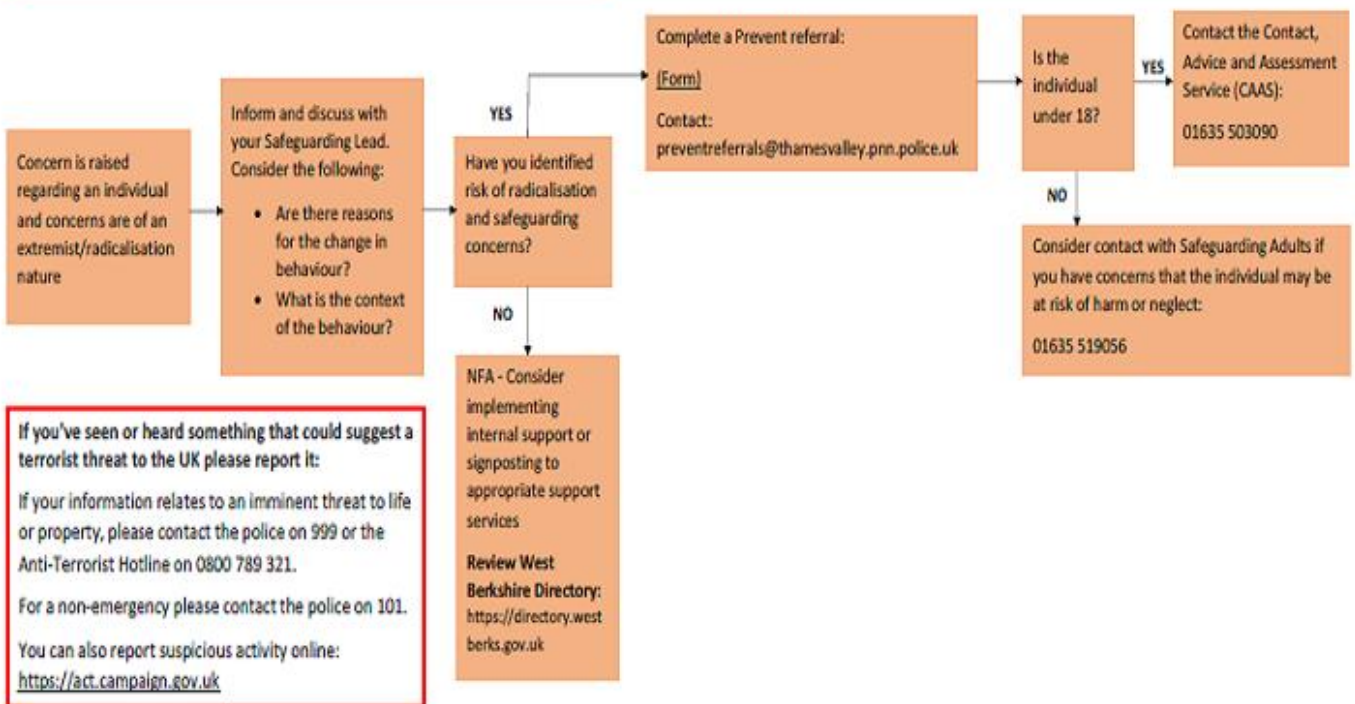 Concern is raised
regarding an individual
and concerns are of an
extremist/radicalisation
nature
Inform and discuss with
your Safeguarding Lead.
Consider the following:
• Are there reasons
for the change in
behaviour?
• What is the context
of the behaviour?
YES
Have you identified
risk of radicalisation
and safeguarding
concerns?
NO
NFA - Consider
implementing
internal support or
signposting to
appropriate support
services
Review West
Berkshire Directory:
https://directory.west
berks.gov.uk
Complete a Prevent referral:
(Form)
Contact:
preventreferrals@thamesvalley.pnn.police.uk
Is the
individual
under 18?
YES
Contact the Contact,
Advice and Assessment
Service (CAAS):
01635 503090
NO
Consider contact with Safeguarding Adults if
you have concerns that the individual may be
at risk of harm or neglect:
01635 519056
If you've seen or heard something that could suggest a
terrorist threat to the UK please report it:
If your information relates to an imminent threat to life
or property, please contact the police on 999 or the
Anti-Terrorist Hotline on 0800 789 321.
For a non-emergency please contact the police on 101.
You can also report suspicious activity online:
https://act.campaign.gov.uk